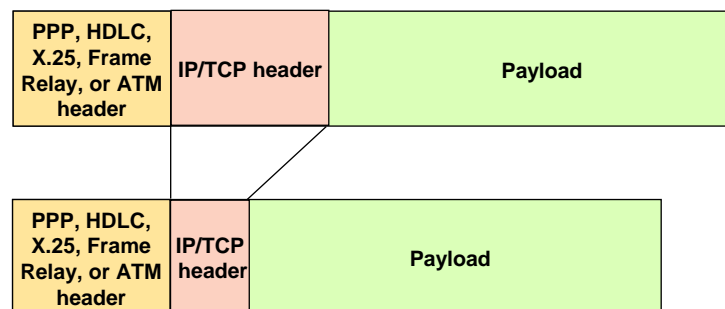 PPP, HDLC,
X.25, Frame
Relay, or ATM
header
IP/TCP header
Payload
PPP, HDLC,
X.25, Frame
Relay, or ATM
header
IP/TCP
header
Payload